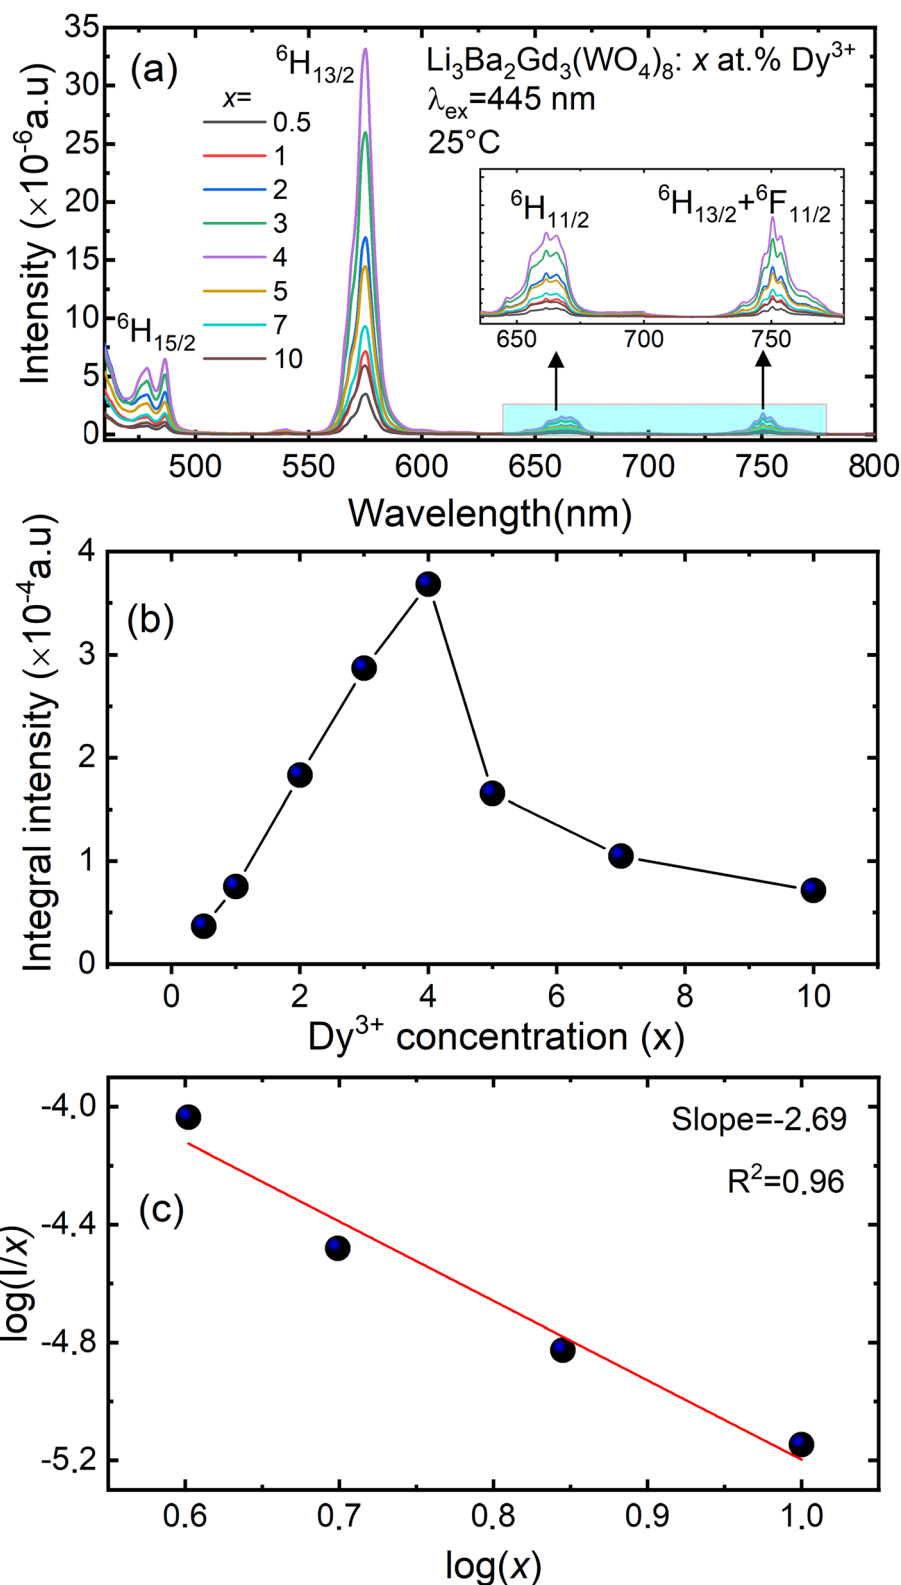 (a)
⁶H₁₃/₂
Li₃Ba₂Gd₃(WO₄)₈: x at.% Dy³⁺
λₑₓ=445 nm
25°C
x=
0.5
1
2
3
4
5
7
10
⁶H₁₅/₂
⁶H₁₁/₂
⁶H₁₃/₂+⁶F₁₁/₂
650
700
750
35
30
25
20
15
10
5
0
Intensity (×10⁻⁶a.u)
500
550
600
650
700
750
800
Wavelength(nm)
(b)
4
3
2
1
0
Integral intensity (×10⁻⁴a.u)
0
2
4
6
8
10
Dy³⁺ concentration (x)
Slope=-2.69
R²=0.96
(c)
-4.0
-4.4
-4.8
-5.2
log(I/x)
0.6
0.7
0.8
0.9
1.0
log(x)